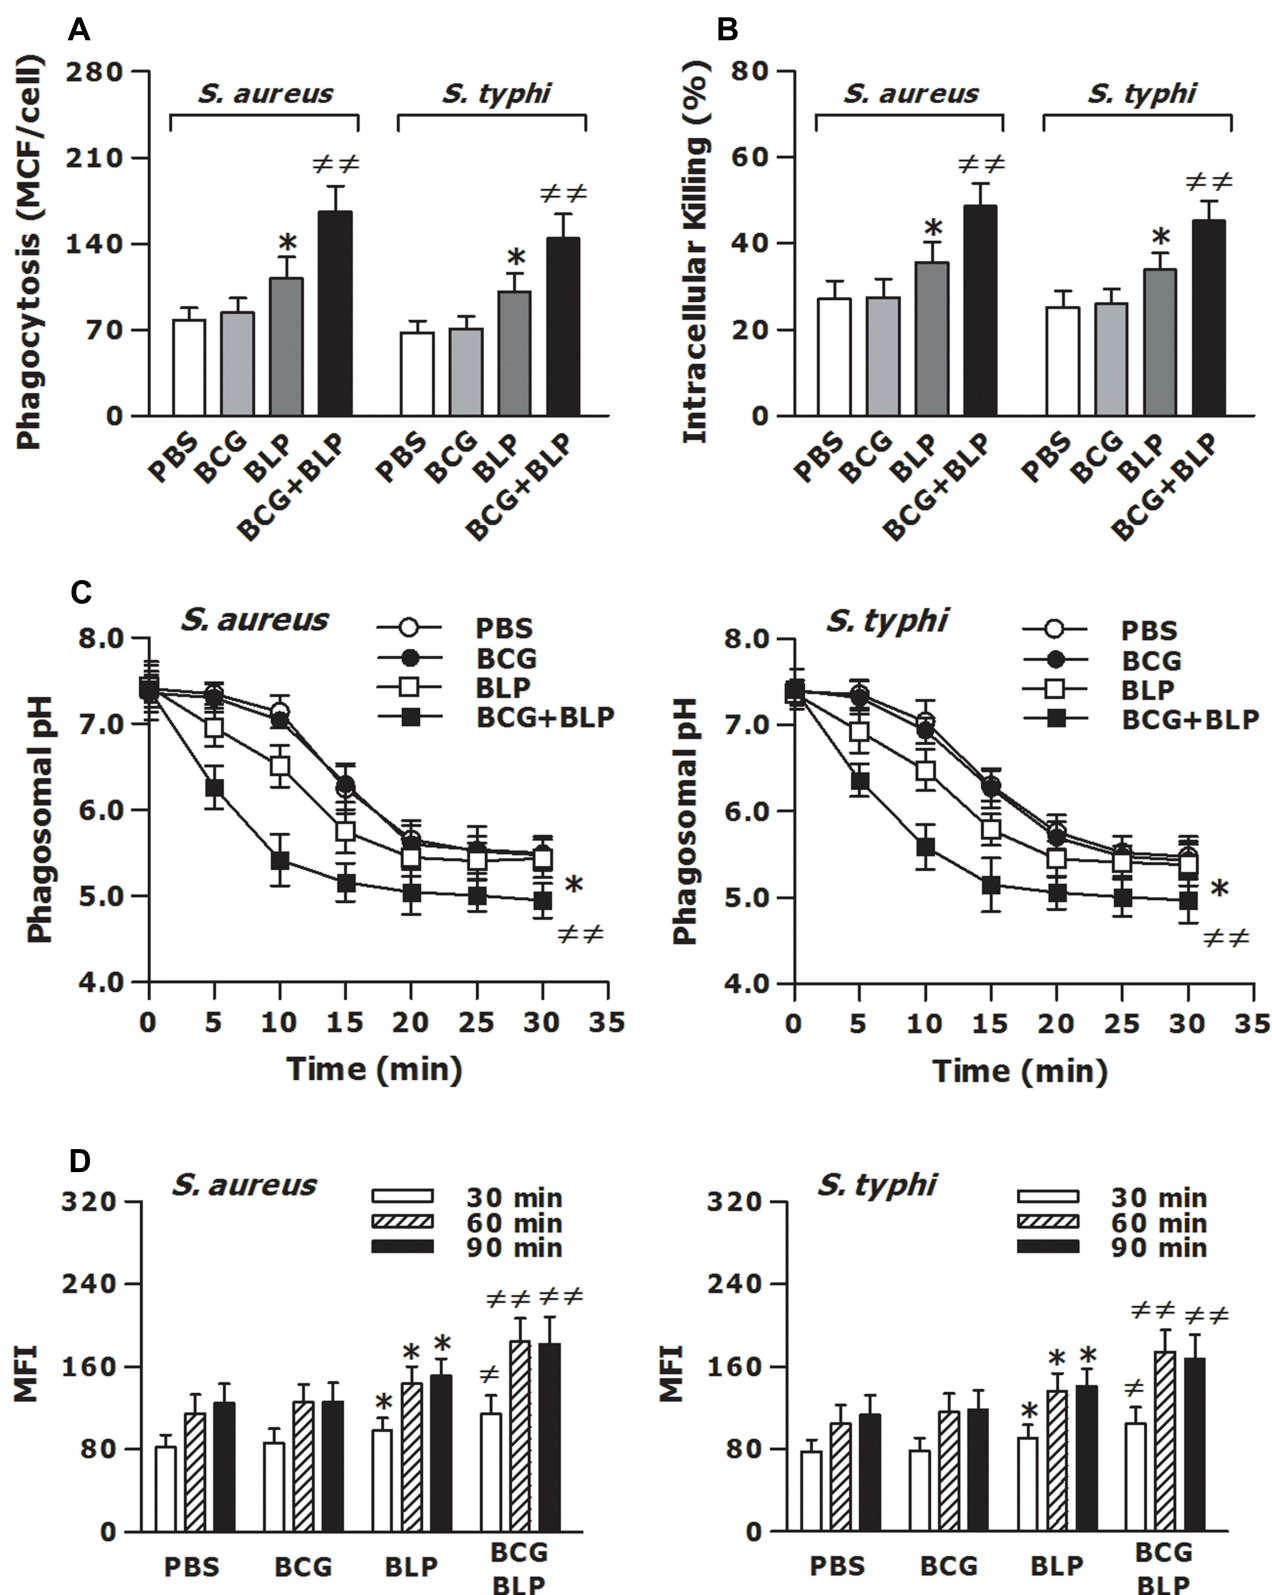 A
Phagocytosis (MCF/cell)
280
210
140
70
0
S. aureus
S. typhi
* ≠≠ * ≠≠
PBS BCG BLP BCG+BLP PBS BCG BLP BCG+BLP
B
Intracellular Killing (%)
80
60
40
20
0
S. aureus
S. typhi
* ≠≠ * ≠≠
PBS BCG BLP BCG+BLP PBS BCG BLP BCG+BLP
C
S. aureus
PBS
BCG
BLP
BCG+BLP
Phagosomal pH
8.0
7.0
6.0
5.0
4.0
*
≠≠
0 5 10 15 20 25 30 35
Time (min)
S. typhi
PBS
BCG
BLP
BCG+BLP
Phagosomal pH
8.0
7.0
6.0
5.0
4.0
*
≠≠
0 5 10 15 20 25 30 35
Time (min)
D
S. aureus
30 min
60 min
90 min
MFI
320
240
160
80
0
* * * ≠ ≠≠ ≠≠
PBS BCG BLP BCG
BLP
S. typhi
30 min
60 min
90 min
MFI
320
240
160
80
0
* * * ≠ ≠≠ ≠≠
PBS BCG BLP BCG
BLP